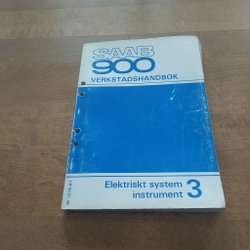 SAAB
900
VERKSTADSHANDBOK
Elektriskt system
instrument 3